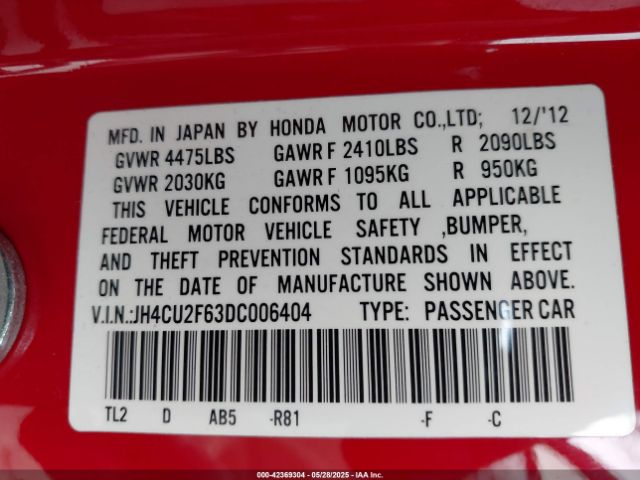 MFD. IN JAPAN BY HONDA MOTOR CO.,LTD; 12/'12
GVWR 4475LBS GAWR F 2410LBS R 2090LBS
GVWR 2030KG GAWR F 1095KG R 950KG
THIS VEHICLE CONFORMS TO ALL APPLICABLE
FEDERAL MOTOR VEHICLE SAFETY ,BUMPER,
AND THEFT PREVENTION STANDARDS IN EFFECT
ON THE DATE OF MANUFACTURE SHOWN ABOVE.
V.I.N.:JH4CU2F63DC006404 TYPE: PASSENGER CAR
TL2 D AB5 -R81 -F -C
000-42369304 - 05/28/2025 - IAA Inc. - Copyright